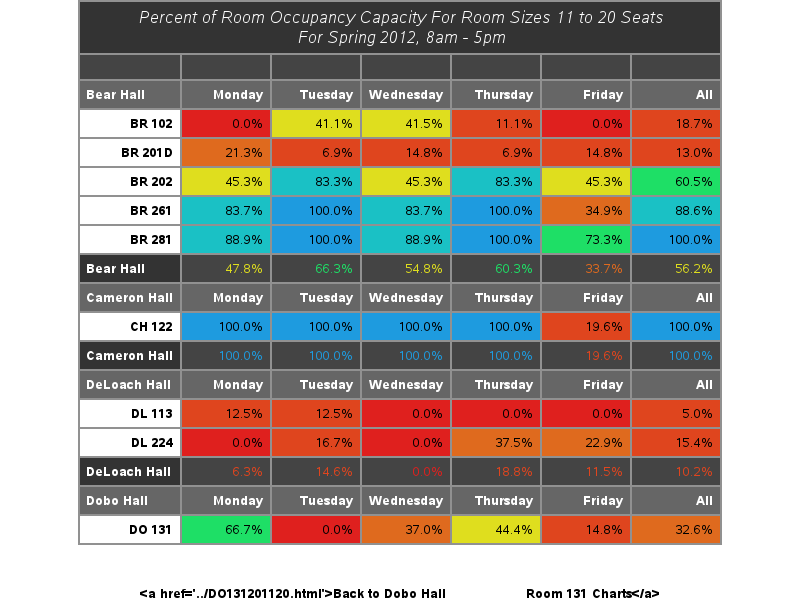 Percent of Room Occupancy Capacity For Room Sizes 11 to 20 Seats
For Spring 2012, 8am - 5pm
Bear Hall Monday Tuesday Wednesday Thursday Friday All
BR 102 0.0% 41.1% 41.5% 11.1% 0.0% 18.7%
BR 201D 21.3% 6.9% 14.8% 6.9% 14.8% 13.0%
BR 202 45.3% 83.3% 45.3% 83.3% 45.3% 60.5%
BR 261 83.7% 100.0% 83.7% 100.0% 34.9% 88.6%
BR 281 88.9% 100.0% 88.9% 100.0% 73.3% 100.0%
Bear Hall 47.8% 66.3% 54.8% 60.3% 33.7% 56.2%
Cameron Hall Monday Tuesday Wednesday Thursday Friday All
CH 122 100.0% 100.0% 100.0% 100.0% 19.6% 100.0%
Cameron Hall 100.0% 100.0% 100.0% 100.0% 19.6% 100.0%
DeLoach Hall Monday Tuesday Wednesday Thursday Friday All
DL 113 12.5% 12.5% 0.0% 0.0% 0.0% 5.0%
DL 224 0.0% 16.7% 0.0% 37.5% 22.9% 15.4%
DeLoach Hall 6.3% 14.6% 0.0% 18.8% 11.5% 10.2%
Dobo Hall Monday Tuesday Wednesday Thursday Friday All
DO 131 66.7% 0.0% 37.0% 44.4% 14.8% 32.6%
<a href='../DO131201120.html'>Back to Dobo Hall Room 131 Charts</a>